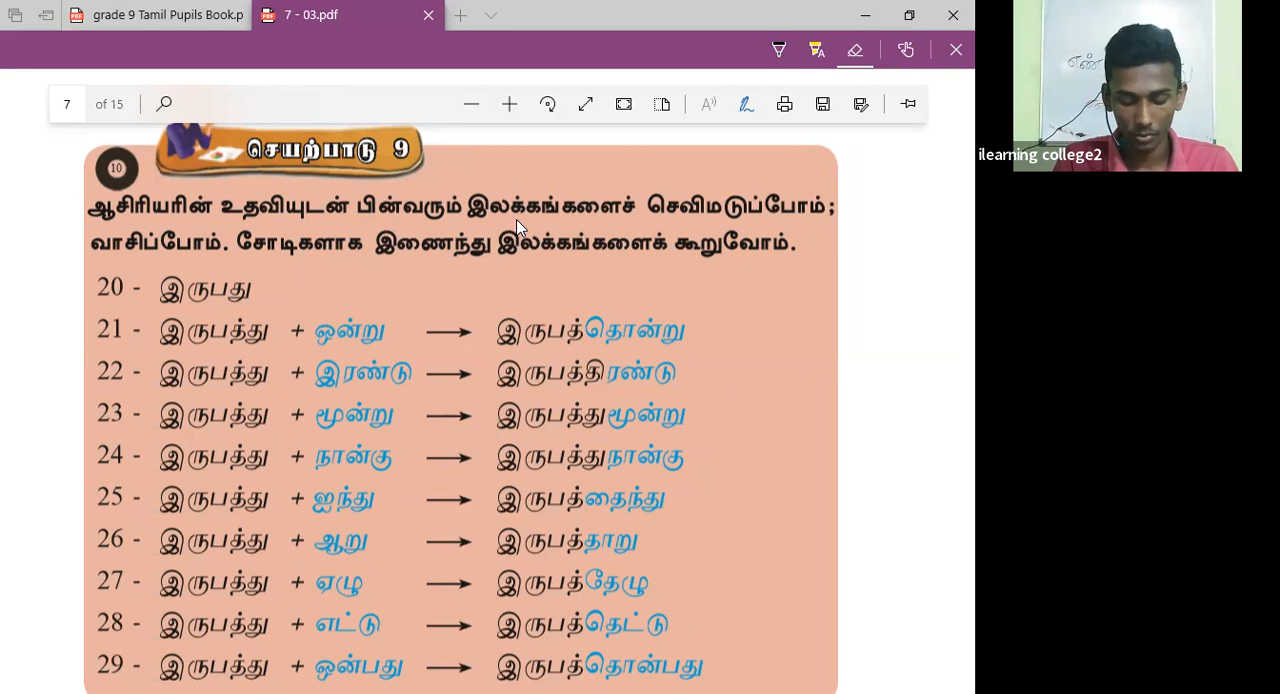 grade 9 Tamil Pupils Book.p
7 - 03.pdf
7 of 15
ilearning college2
செயற்பாடு 9
10
ஆசிரியரின் உதவியுடன் பின்வரும் இலக்கங்களைச் செவிமடுப்போம்;
வாசிப்போம். சோடிகளாக இணைந்து இலக்கங்களைக் கூறுவோம்.
20 - இருபது
21 - இருபத்து + ஒன்று → இருபத்தொன்று
22 - இருபத்து + இரண்டு → இருபத்திரண்டு
23 - இருபத்து + மூன்று → இருபத்துமூன்று
24 - இருபத்து + நான்கு → இருபத்துநான்கு
25 - இருபத்து + ஐந்து → இருபத்தைந்து
26 - இருபத்து + ஆறு → இருபத்தாறு
27 - இருபத்து + ஏழு → இருபத்தேழு
28 - இருபத்து + எட்டு → இருபத்தெட்டு
29 - இருபத்து + ஒன்பது → இருபத்தொன்பது